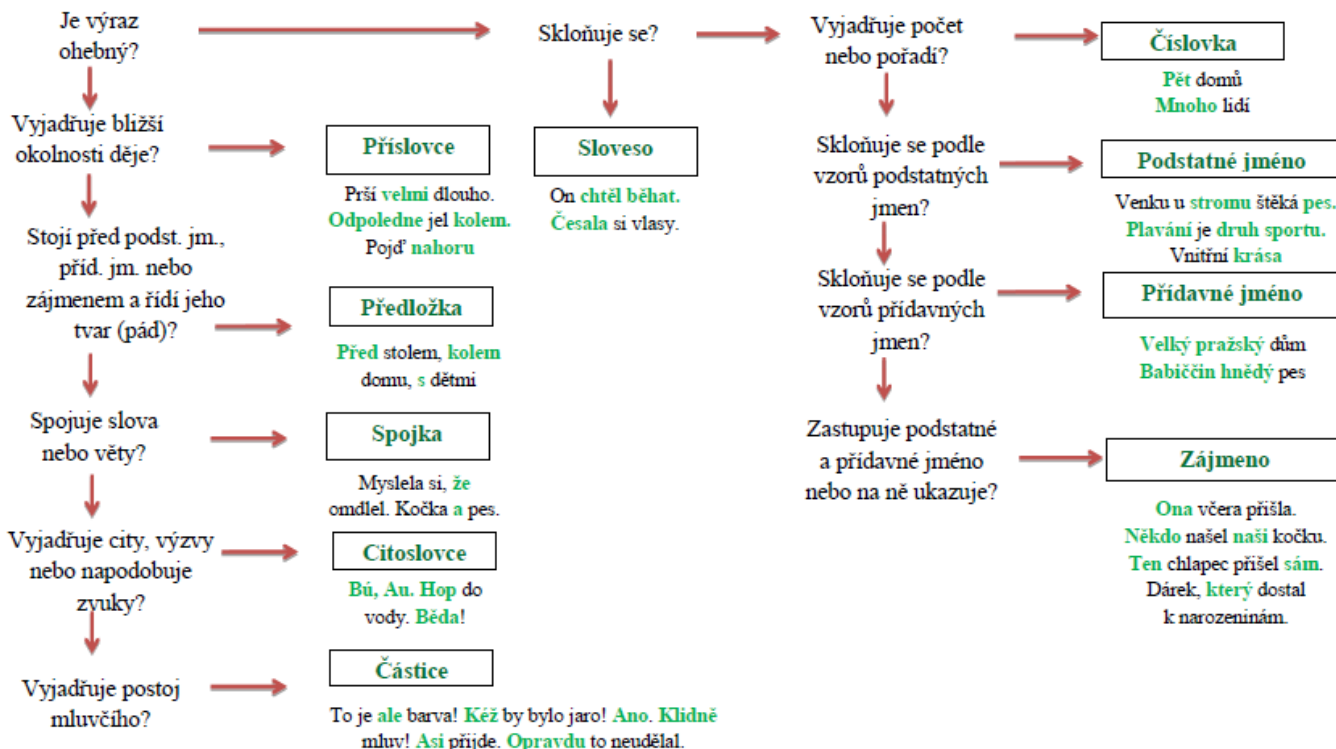 Je výraz
ohebný?
Skloňuje se?
Vyjadřuje počet
nebo pořadí?
Číslovka
Pět domů
Mnoho lidí
Vyjadřuje bližší
okolnosti děje?
Příslovce
Prší velmi dlouho.
Odpoledne jel kolem.
Pojď nahoru
Sloveso
On chtěl běhat.
Česala si vlasy.
Skloňuje se podle
vzorů podstatných
jmen?
Podstatné jméno
Venku u stromu štěká pes.
Plavání je druh sportu.
Vnitřní krása
Stojí před podst. jm.,
příd. jm. nebo
zájmenem a řídí jeho
tvar (pád)?
Předložka
Před stolem, kolem
domu, s dětmi
Skloňuje se podle
vzorů přídavných
jmen?
Přídavné jméno
Velký pražský dům
Babiččin hnědý pes
Spojuje slova
nebo věty?
Spojka
Myslela si, že
omdlel. Kočka a pes.
Zastupuje podstatné
a přídavné jméno
nebo na ně ukazuje?
Zájmeno
Ona včera přišla.
Někdo našel naši kočku.
Ten chlapec přišel sám.
Dárek, který dostal
k narozeninám.
Vyjadřuje city, výzvy
nebo napodobuje
zvuky?
Citoslovce
Bú, Au. Hop do
vody. Běda!
Vyjadřuje postoj
mluvčího?
Částice
To je ale barva! Kéž by bylo jaro! Ano. Klidně
mluv! Asi přijde. Opravdu to neudělal.